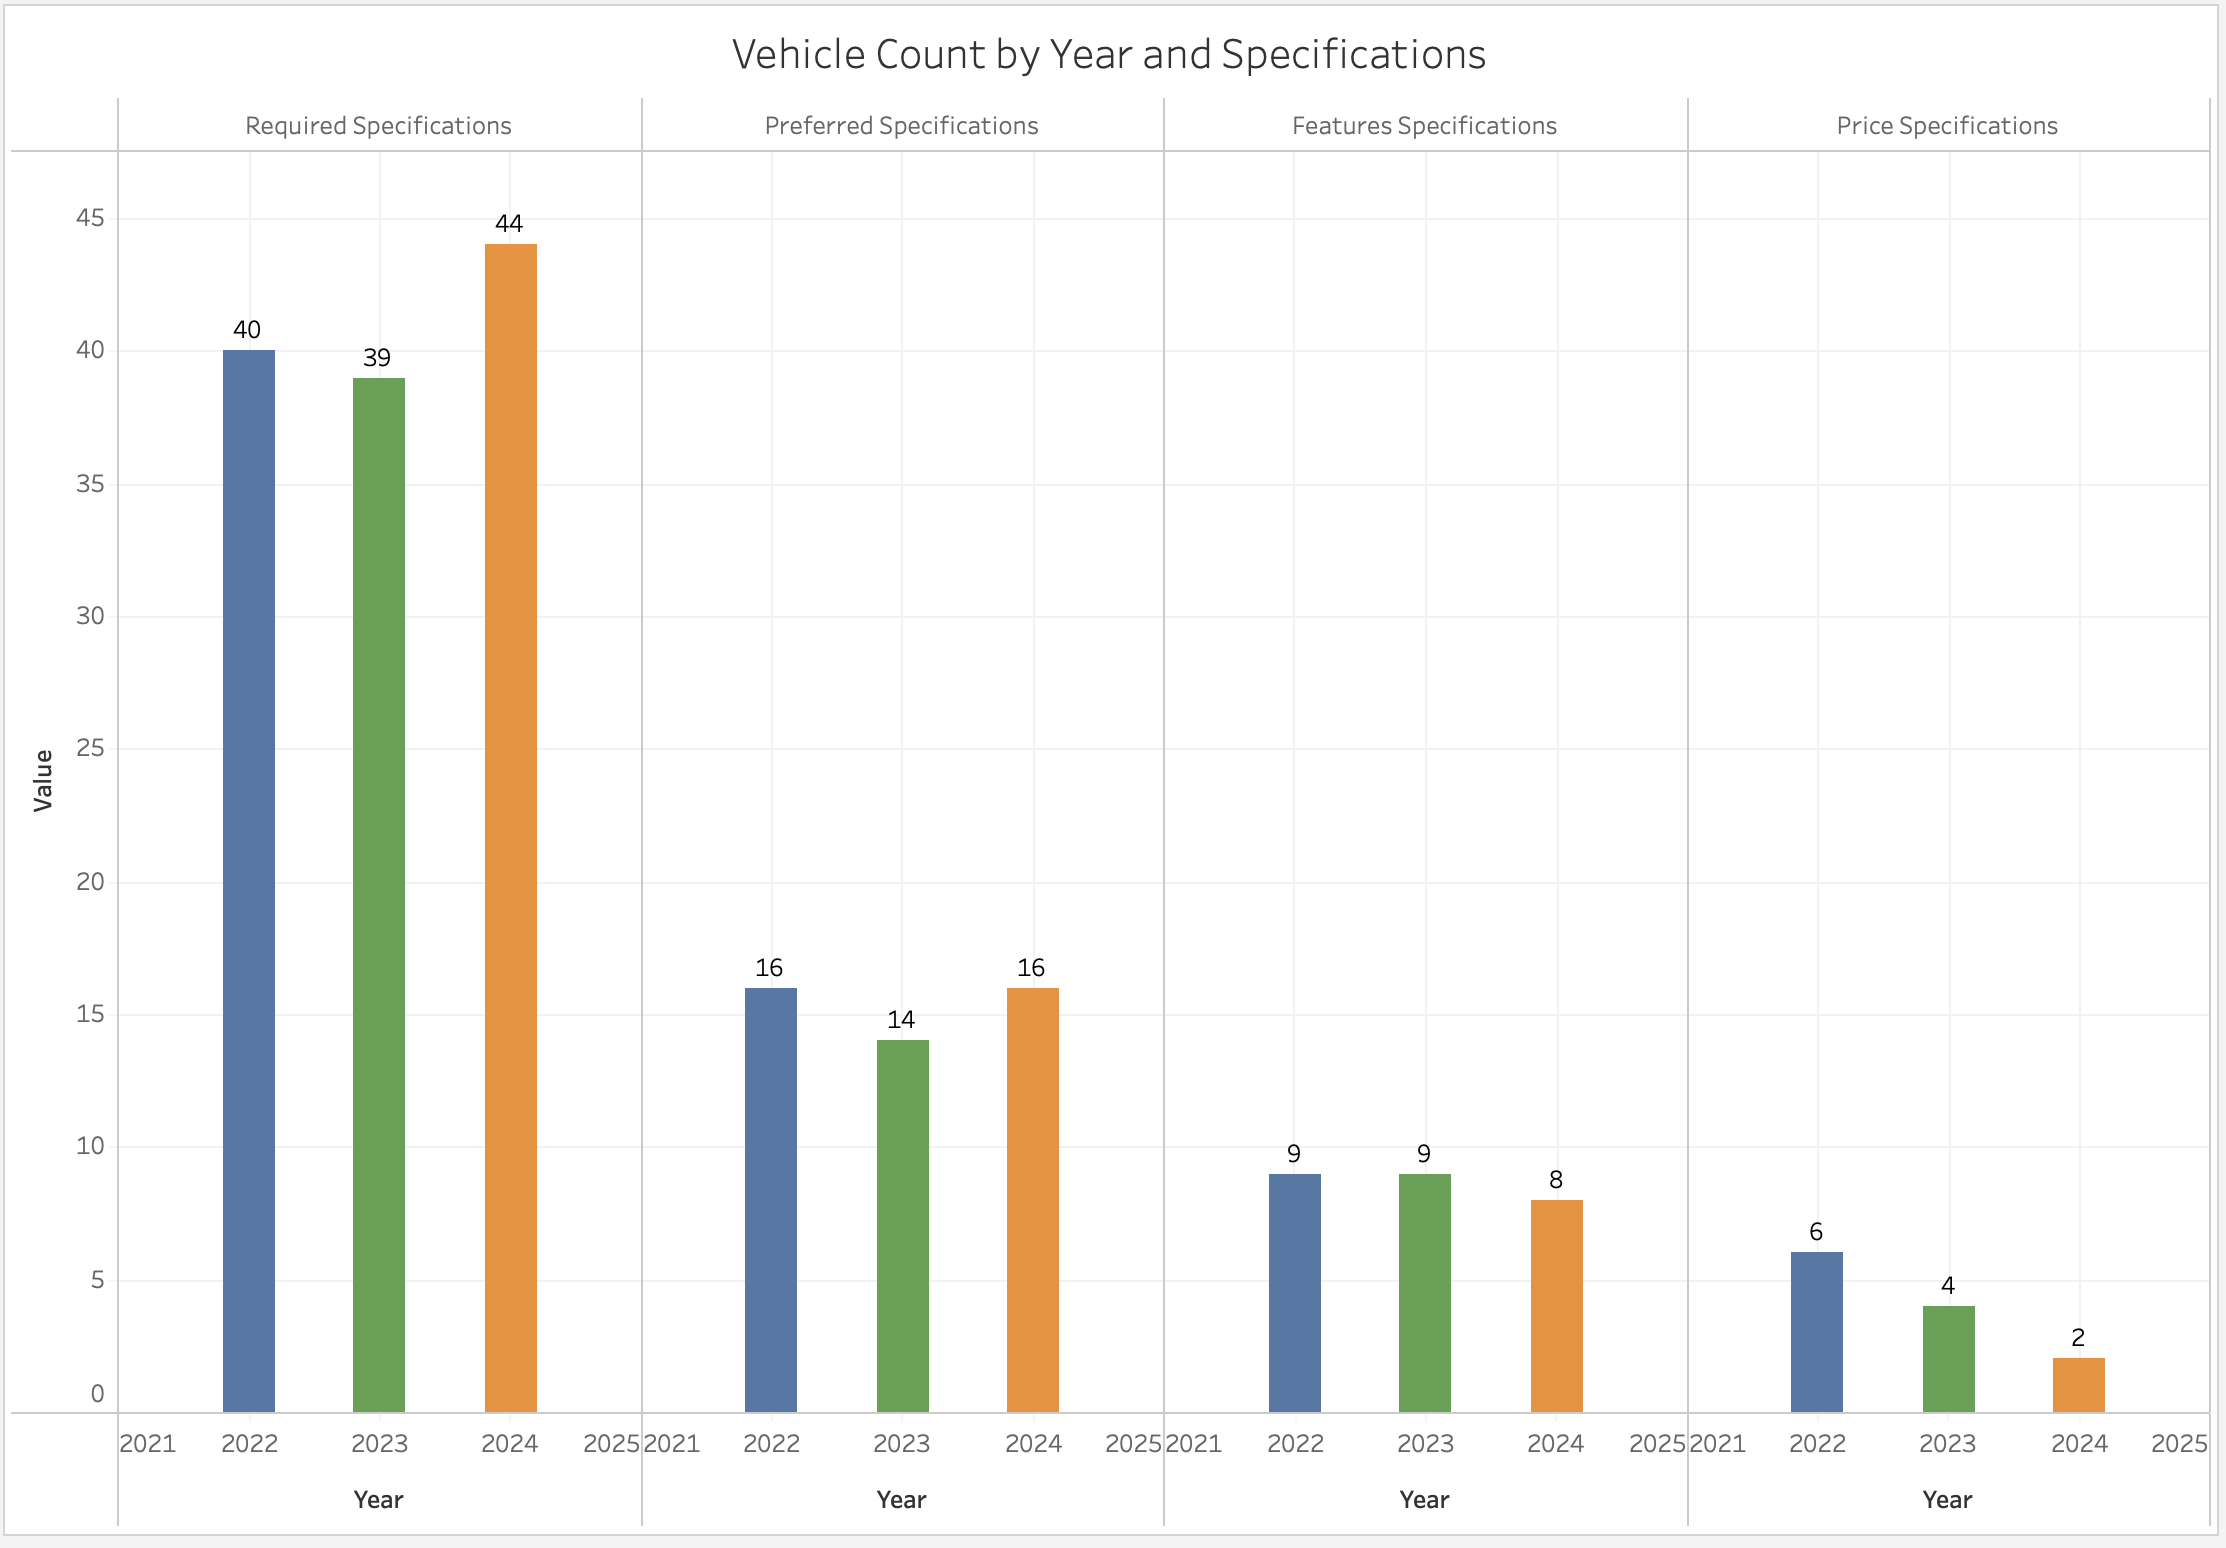 Vehicle Count by Year and Specifications
Required Specifications Preferred Specifications Features Specifications Price Specifications
Value
45
40
35
30
25
20
15
10
5
0
40 39 44
16 14 16
9 9 8
6 4 2
2021 2022 2023 2024 2025 2021 2022 2023 2024 2025 2021 2022 2023 2024 2025 2021 2022 2023 2024 2025
Year Year Year Year